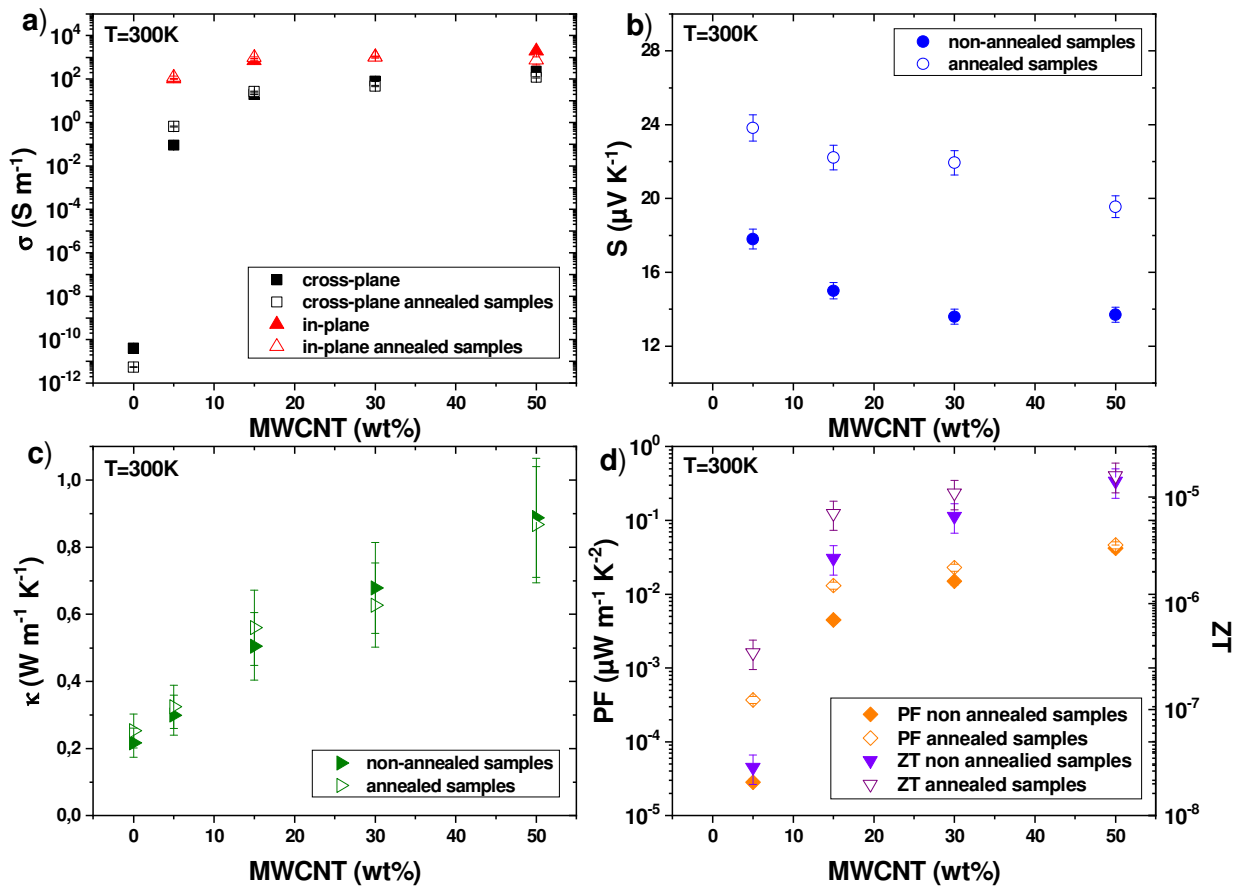 a)
T=300K
10⁴
10²
10⁰
10⁻²
10⁻⁴
10⁻⁶
10⁻⁸
10⁻¹⁰
10⁻¹²
σ (S m⁻¹)
cross-plane
cross-plane annealed samples
in-plane
in-plane annealed samples
0 10 20 30 40 50
MWCNT (wt%)
b)
T=300K
28
24
20
16
12
S (µV K⁻¹)
non-annealed samples
annealed samples
0 10 20 30 40 50
MWCNT (wt%)
c)
T=300K
1,0
0,8
0,6
0,4
0,2
0,0
κ (W m⁻¹ K⁻¹)
non-annealed samples
annealed samples
0 10 20 30 40 50
MWCNT (wt%)
d)
T=300K
10⁰
10⁻¹
10⁻²
10⁻³
10⁻⁴
10⁻⁵
PF (µW m⁻¹ K⁻²)
PF non annealed samples
PF annealed samples
ZT non annealied samples
ZT annealed samples
10⁻⁵
10⁻⁶
10⁻⁷
10⁻⁸
ZT
0 10 20 30 40 50
MWCNT (wt%)